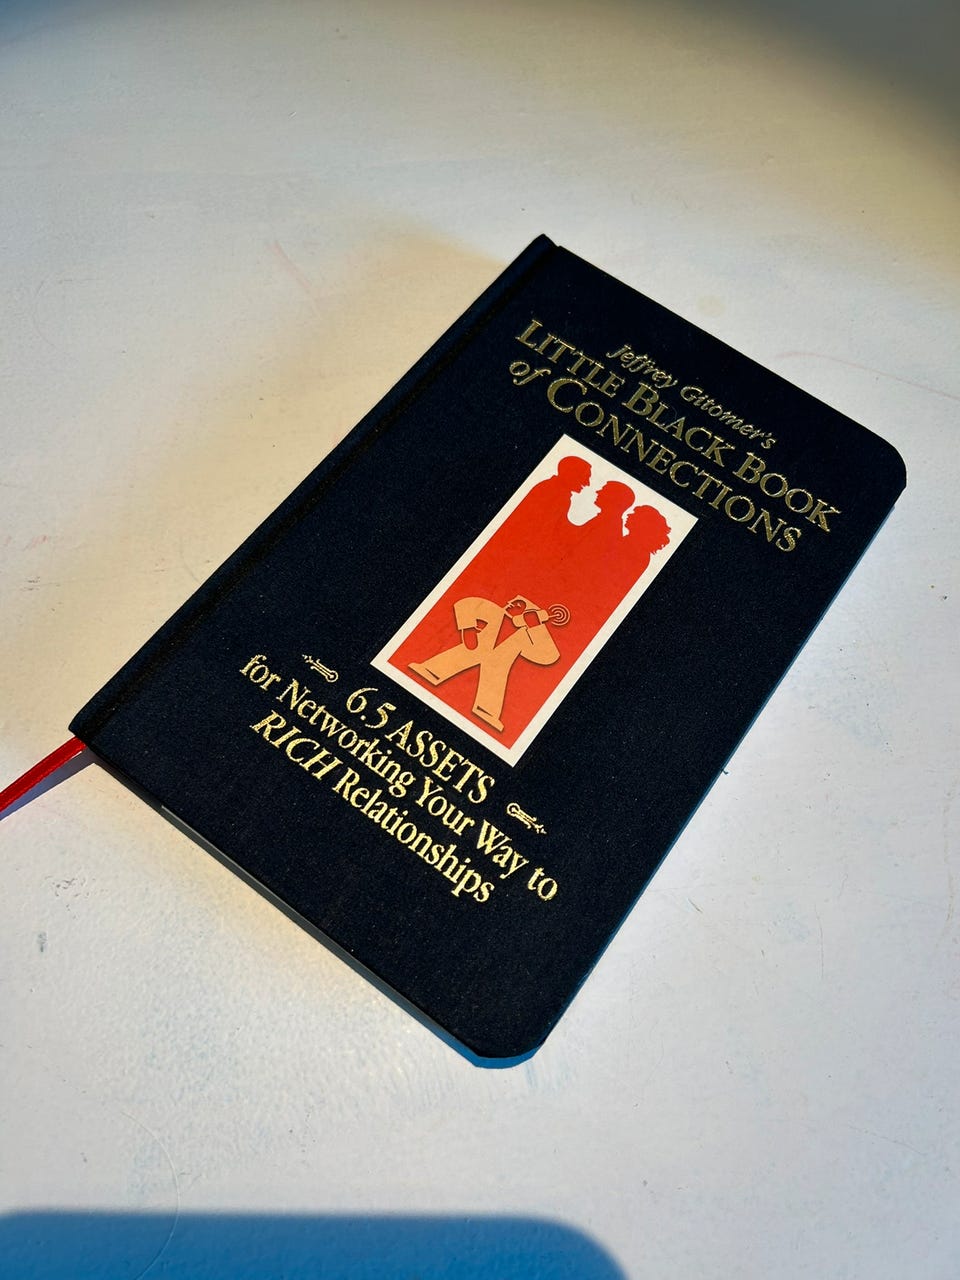 Jeffrey Gitomer's
LITTLE BLACK BOOK
of CONNECTIONS
6.5 ASSETS
for Networking Your Way to
RICH Relationships